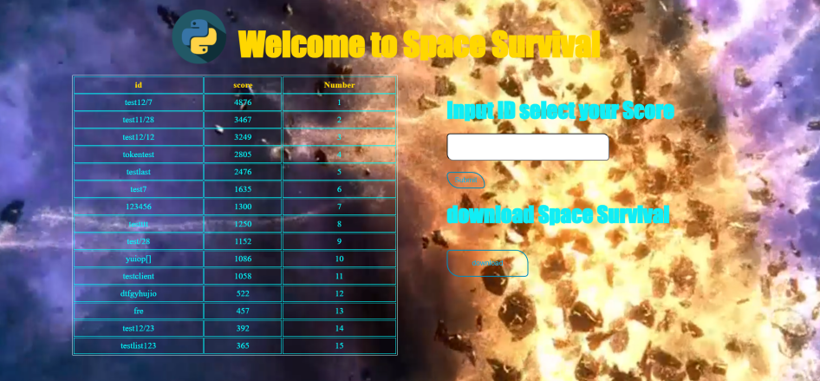 Welcome to Space Survival
id score Number
test12/7 4876 1
test11/28 3467 2
test12/12 3249 3
tokentest 2805 4
testlast 2476 5
test7 1635 6
123456 1300 7
1250 8
test/28 1152 9
yuiop[] 1086 10
testclient 1058 11
dtfgyhujio 522 12
fre 457 13
test12/23 392 14
testlist123 365 15
Input ID select your Score
download Space Survival